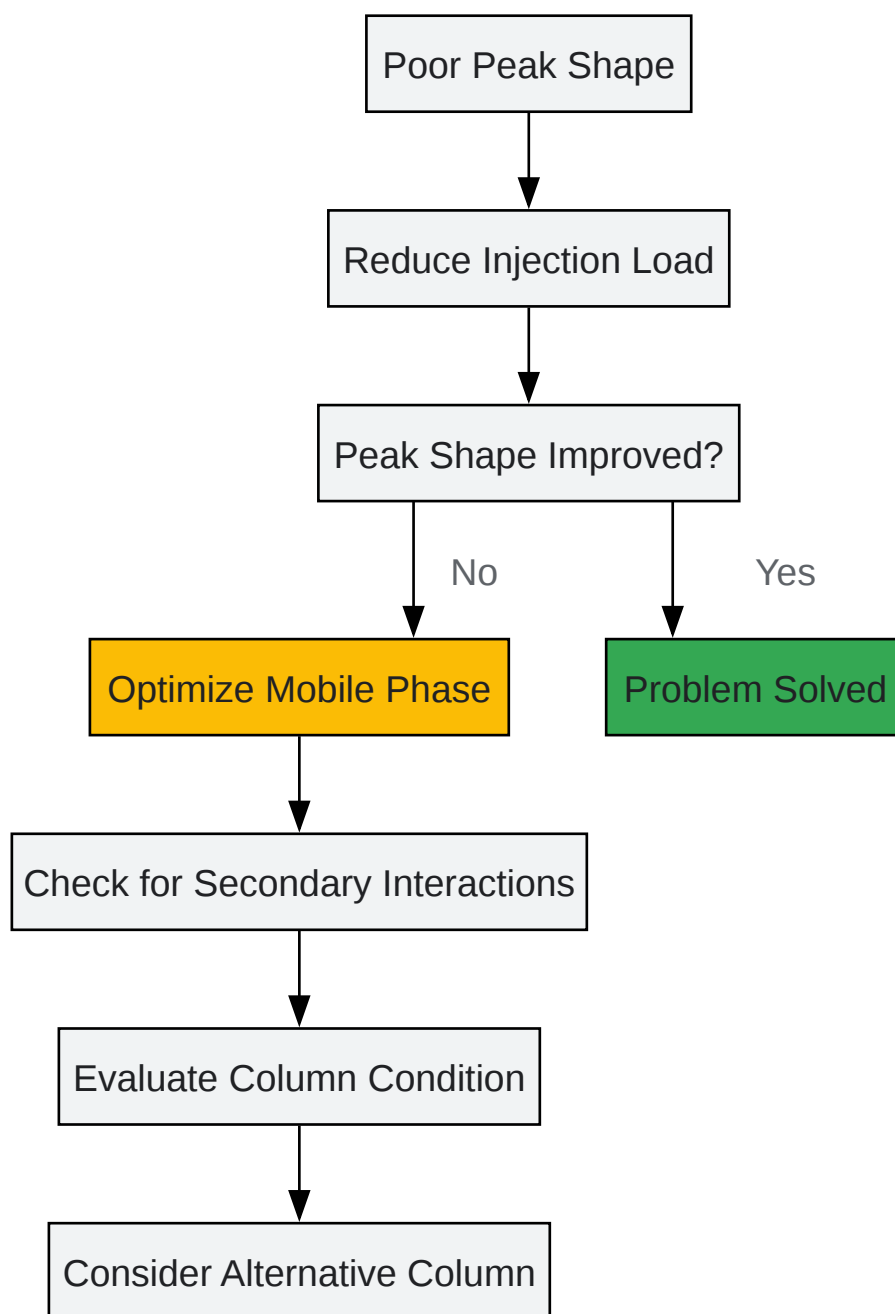 Poor Peak Shape
Reduce Injection Load
Peak Shape Improved?
No
Yes
Optimize Mobile Phase
Problem Solved
Check for Secondary Interactions
Evaluate Column Condition
Consider Alternative Column